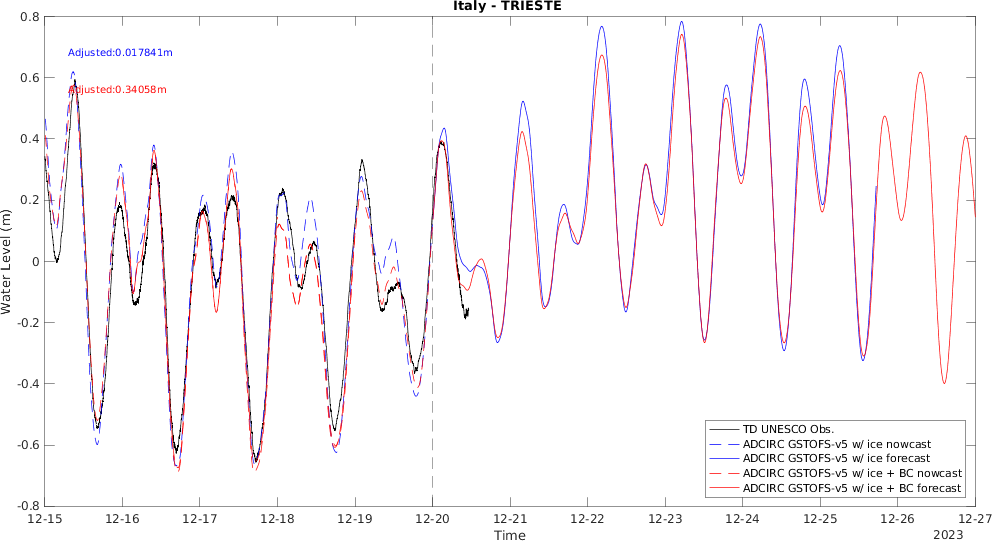 Italy - TRIESTE
0.8
0.6
0.4
0.2
0
-0.2
-0.4
-0.6
-0.8
Water Level (m)
Adjusted:0.017841m
Adjusted:0.34058m
TD UNESCO Obs.
ADCIRC GSTOFS-v5 w/ ice nowcast
ADCIRC GSTOFS-v5 w/ ice forecast
ADCIRC GSTOFS-v5 w/ ice + BC nowcast
ADCIRC GSTOFS-v5 w/ ice + BC forecast
12-15 12-16 12-17 12-18 12-19 12-20 12-21 12-22 12-23 12-24 12-25 12-26 12-27
Time
2023